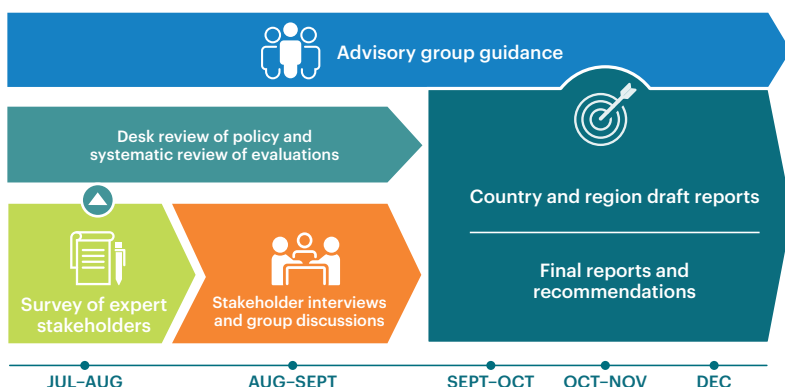 Advisory group guidance
Desk review of policy and
systematic review of evaluations
Survey of expert
stakeholders
Stakeholder interviews
and group discussions
Country and region draft reports
Final reports and
recommendations
JUL–AUG
AUG–SEPT
SEPT–OCT
OCT–NOV
DEC